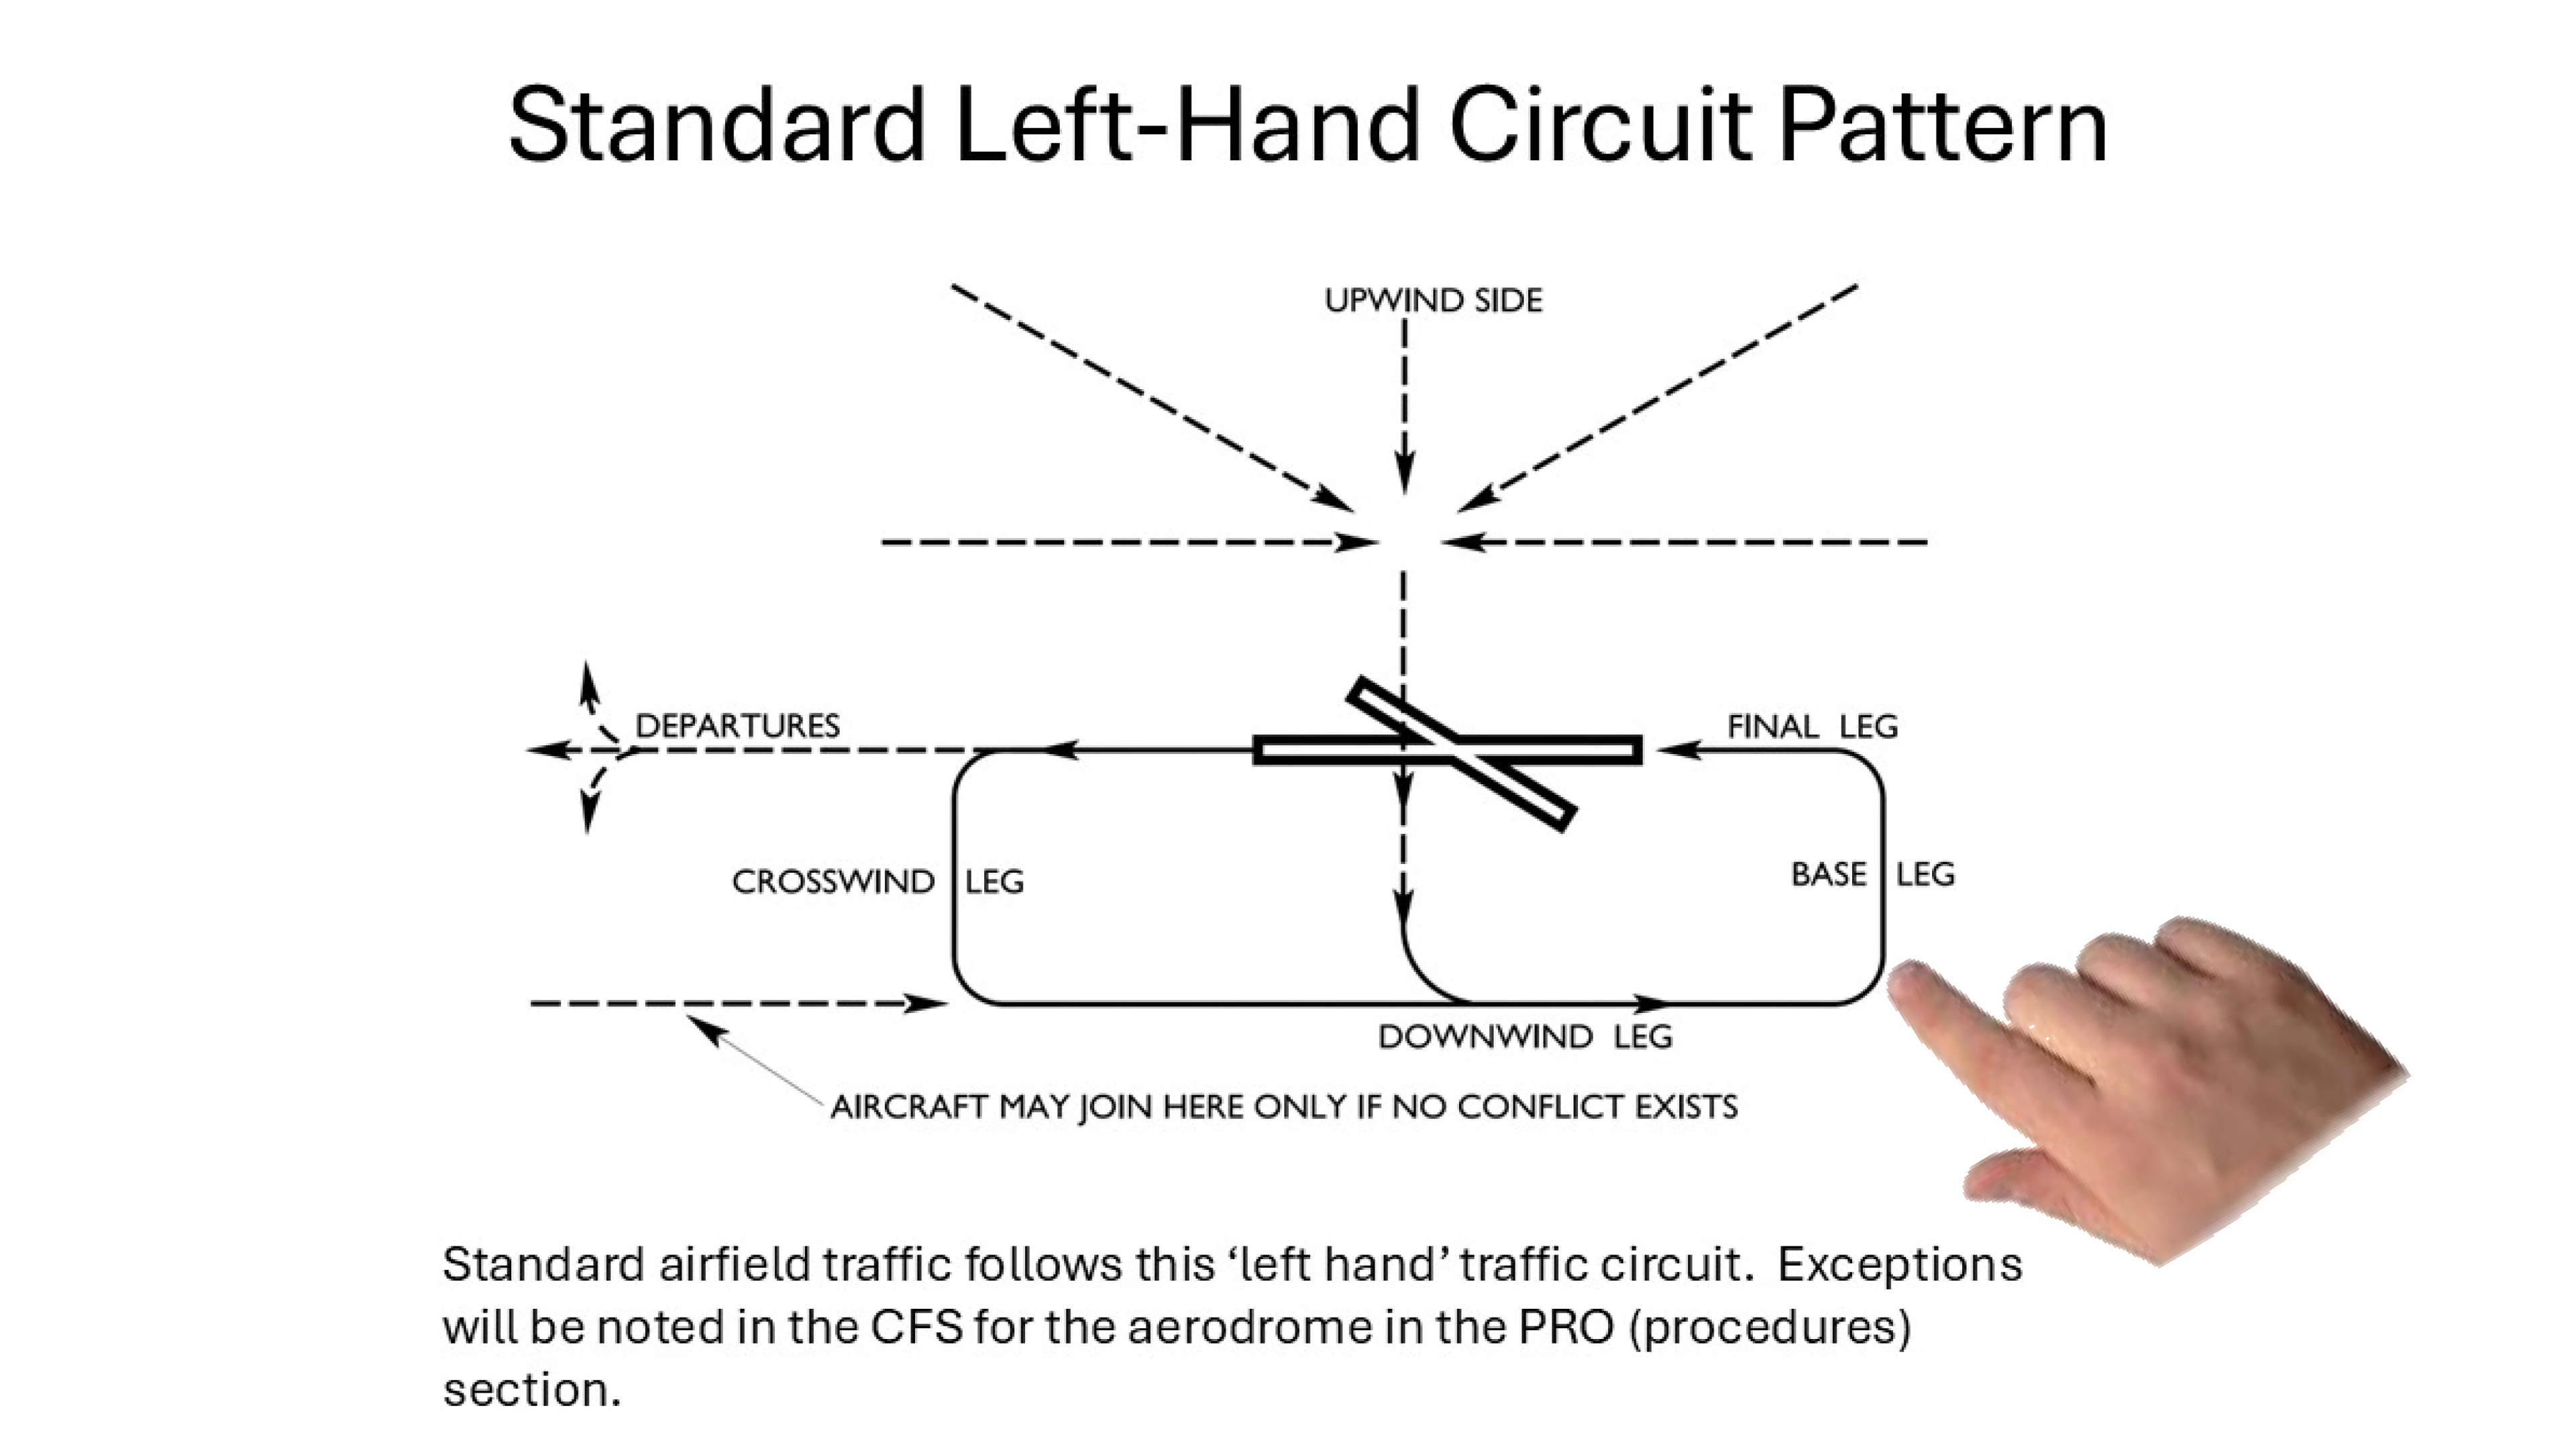 Standard Left-Hand Circuit Pattern
UPWIND SIDE
DEPARTURES
FINAL LEG
CROSSWIND LEG
BASE LEG
DOWNWIND LEG
AIRCRAFT MAY JOIN HERE ONLY IF NO CONFLICT EXISTS
Standard airfield traffic follows this ‘left hand’ traffic circuit. Exceptions
will be noted in the CFS for the aerodrome in the PRO (procedures)
section.